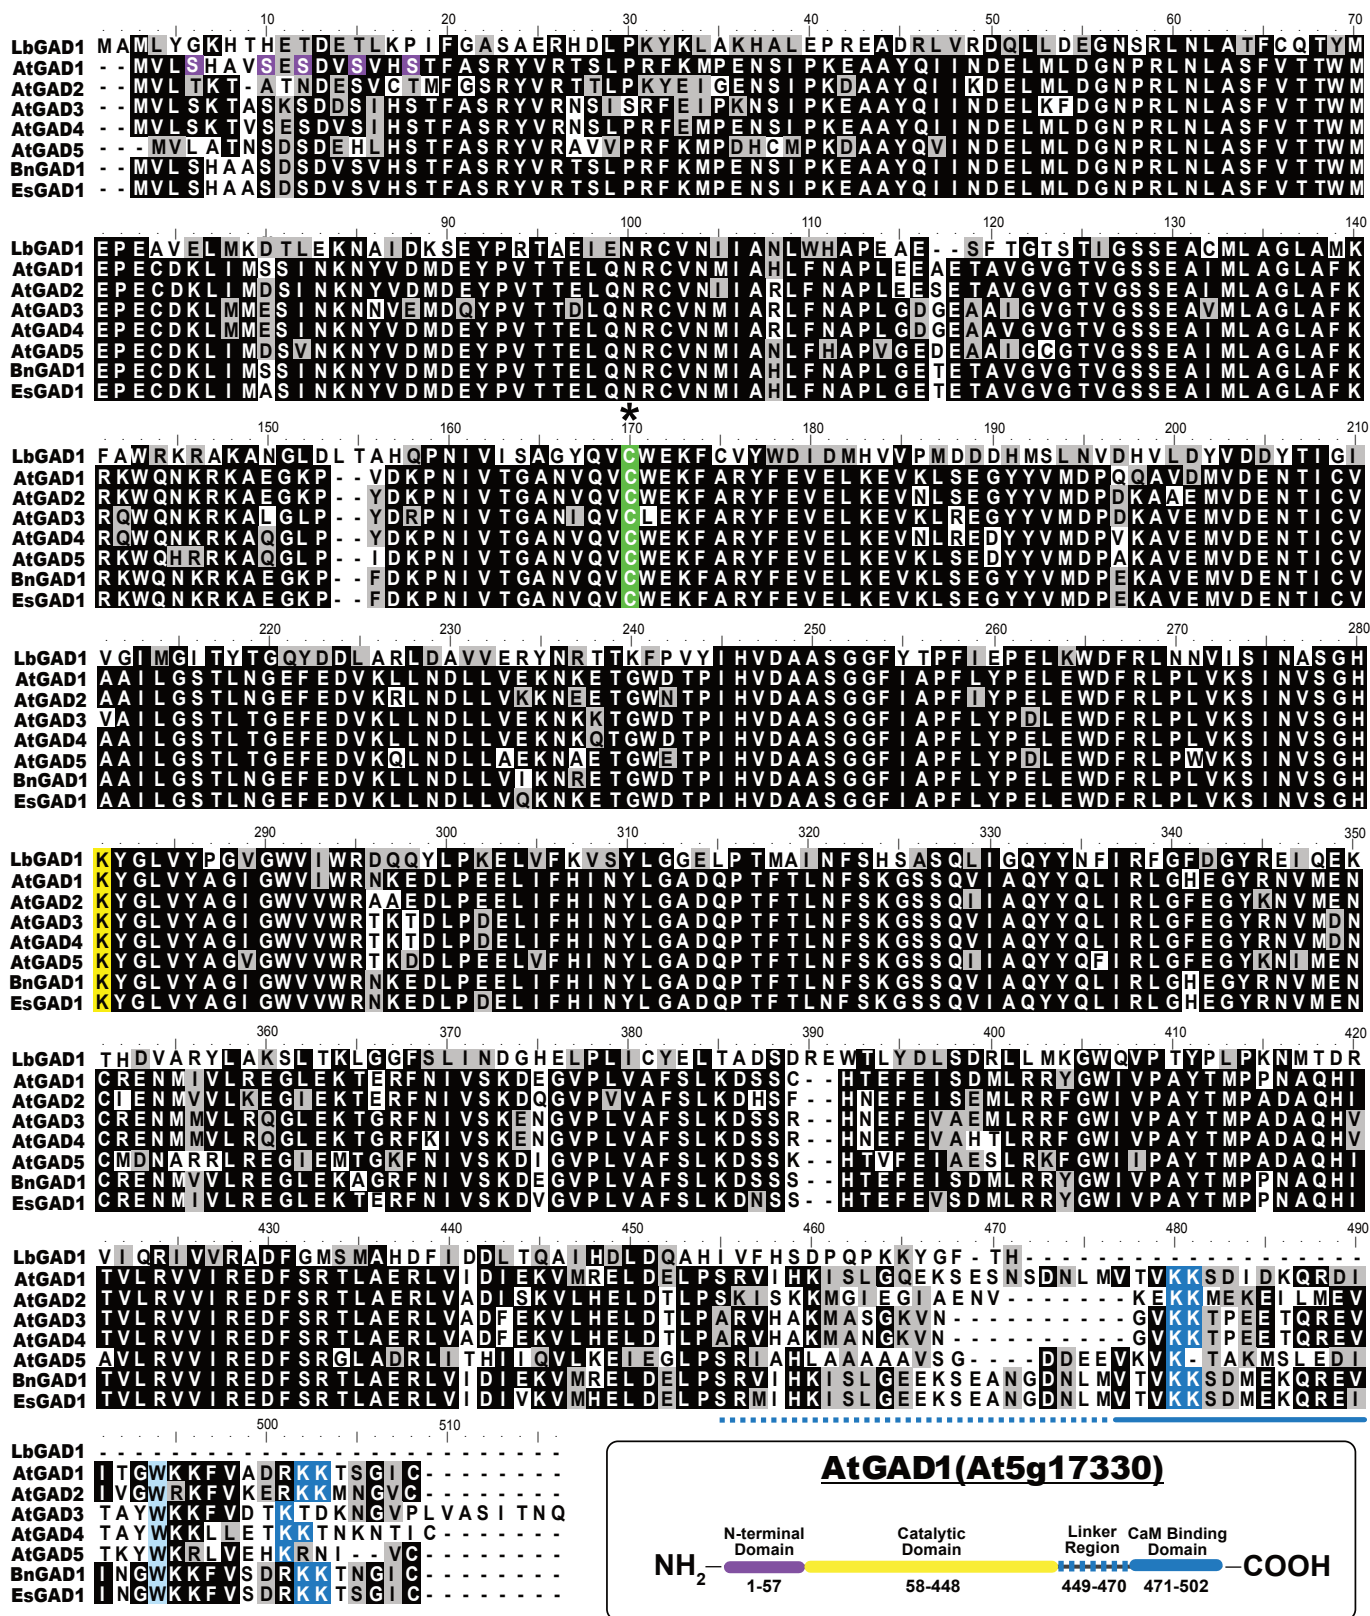 10 20 30 40 50 60 70
LbGAD1 MAMLYGKHTHETDETLKPIFGASAERHDLPKYKLAKHALEPREADRLVRDQLLDEGNSRLNLATFCQTYM
AtGAD1 --MVLSHAVSESDVSVHSTFASRYVRTSLPRFKMPENSIPKEAAYQIINDELMLDGNPRLNLASFVTTWM
AtGAD2 --MVLTKT-ATNDESVCTMFGSRYVRTTLPKYEIGENSIPKDAAYQIIKDELMLDGNPRLNLASFVTTWM
AtGAD3 --MVLSKTASKSDDSIHSTFASRYVRNSISRFEIPKNSIPKEAAYQIINDELKFDGNPRLNLASFVTTWM
AtGAD4 --MVLSKTVSESDVSIHSTFASRYVRNSLPRFEMPENSIPKEAAYQIINDELMLDGNPRLNLASFVTTWM
AtGAD5 ---MVLATNSDSDEHLHSTFASRYVRAVVPRFKMPDHCMPKDAAYQVINDELMLDGNPRLNLASFVTTWM
BnGAD1 --MVLSHAASDSDVSVHSTFASRYVRTSLPRFKMPENSIPKEAAYQIINDELMLDGNPRLNLASFVTTWM
EsGAD1 --MVLSHAASDSDVSVHSTFASRYVRTSLPRFKMPENSIPKEAAYQIINDELMLDGNPRLNLASFVTTWM
90 100 110 120 130 140
LbGAD1 EPEAVELMKDTLEKNAIDKSEYPRTAEIENRCVNIIANLWHAPEAE--SFTGTSTIGSSEACMLAGLAMK
AtGAD1 EPECDKLIMSSINKNYVDMDEYPVTTELQNRCVNMIAHLFNAPLEEAETAVGVGTVGSSEAIMLAGLAFK
AtGAD2 EPECDKLIMDSINKNYVDMDEYPVTTELQNRCVNIIARLFNAPLEESETAVGVGTVGSSEAIMLAGLAFK
AtGAD3 EPECDKLMMESINKNNVEMDQYPVTTDLQNRCVNMIARLFNAPLGDGEAAIGVGTVGSSEAVMLAGLAFK
AtGAD4 EPECDKLMMESINKNYVDMDEYPVTTELQNRCVNMIARLFNAPLGDGEAAVGVGTVGSSEAIMLAGLAFK
AtGAD5 EPECDKLIMDSVNKNYVDMDEYPVTTELQNRCVNMIANLFHAPVGEDEAAIGCGTVGSSEAIMLAGLAFK
BnGAD1 EPECDKLIMSSINKNYVDMDEYPVTTELQNRCVNMIAHLFNAPLGETETAVGVGTVGSSEAIMLAGLAFK
EsGAD1 EPECDKLIMASINKNYVDMDEYPVTTELQNRCVNMIAHLFNAPLGETETAVGVGTVGSSEAIMLAGLAFK
*
150 160 170 180 190 200 210
LbGAD1 FAWRKRAKANGLDLTAHQPNIVISAGYQVCWEKFCVYWDIDMHVVPMDDDHMSLNVDHVLDYVDDYTIGI
AtGAD1 RKWQNKRKAEGKP--VDKPNIVTGANVQVCWEKFARYFEVELKEVKLSEGYYVMDPQQAVDMVDENTICV
AtGAD2 RKWQNKRKAEGKP--YDKPNIVTGANVQVCWEKFARYFEVELKEVNLSEGYYVMDPDKAAEMVDENTICV
AtGAD3 RQWQNKRKALGLP--YDRPNIVTGANIQVCLEKFARYFEVELKEVKLREGYYVMDPDKAVEMVDENTICV
AtGAD4 RQWQNKRKAQGLP--YDKPNIVTGANVQVCWEKFARYFEVELKEVNLREDYYVMDPVKAVEMVDENTICV
AtGAD5 RKWQHRRKAQGLP--IDKPNIVTGANVQVCWEKFARYFEVELKEVKLSEDYYVMDPAKAVEMVDENTICV
BnGAD1 RKWQNKRKAEGKP--FDKPNIVTGANVQVCWEKFARYFEVELKEVKLSEGYYVMDPEKAVEMVDENTICV
EsGAD1 RKWQNKRKAEGKP--FDKPNIVTGANVQVCWEKFARYFEVELKEVKLSEGYYVMDPEKAVEMVDENTICV
220 230 240 250 260 270 280
LbGAD1 VGIMGITYTGQYDDLARLDAVVERYNRTTKFPVYIHVDAASGGFYTPFIEPELKWDFRLNNVISINASGH
AtGAD1 AAILGSTLNGEFEDVKLLNDLLVEKNKETGWDTPIHVDAASGGFIAPFLYPELEWDFRLPLVKSINVSGH
AtGAD2 AAILGSTLNGEFEDVKRLNDLLVKKNEETGWNTPIHVDAASGGFIAPFIYPELEWDFRLPLVKSINVSGH
AtGAD3 VAILGSTLTGEFEDVKLLNDLLVEKNKKTGWDTPIHVDAASGGFIAPFLYPDLEWDFRLPLVKSINVSGH
AtGAD4 AAILGSTLTGEFEDVKLLNDLLVEKNKQTGWDTPIHVDAASGGFIAPFLYPELEWDFRLPLVKSINVSGH
AtGAD5 AAILGSTLTGEFEDVKQLNDLLAEKNAETGWETPIHVDAASGGFIAPFLYPDLEWDFRLPWVKSINVSGH
BnGAD1 AAILGSTLNGEFEDVKLLNDLLVIKNRETGWDTPIHVDAASGGFIAPFLYPELEWDFRLPLVKSINVSGH
EsGAD1 AAILGSTLNGEFEDVKLLNDLLVQKNKETGWDTPIHVDAASGGFIAPFLYPELEWDFRLPLVKSINVSGH
290 300 310 320 330 340 350
LbGAD1 KYGLVYPGVGWVIWRDQQYLPKELVFKVSYLGGELPTMAINFSHSASQLIGQYYNFIRFGFDGYREIQEK
AtGAD1 KYGLVYAGIGWVIWRNKEDLPEELIFHINYLGADQPTFTLNFSKGSSQVIAQYYQLIRLGHEGYRNVMEN
AtGAD2 KYGLVYAGIGWVVWRAAEDLPEELIFHINYLGADQPTFTLNFSKGSSQIIAQYYQLIRLGFEGYKNVMEN
AtGAD3 KYGLVYAGIGWVVWRTKTDLPDELIFHINYLGADQPTFTLNFSKGSSQVIAQYYQLIRLGFEGYRNVMDN
AtGAD4 KYGLVYAGIGWVVWRTKTDLPDELIFHINYLGADQPTFTLNFSKGSSQVIAQYYQLIRLGFEGYRNVMDN
AtGAD5 KYGLVYAGVGWVVWRTKDDLPEELVFHINYLGADQPTFTLNFSKGSSQIIAQYYQFIRLGFEGYKNIMEN
BnGAD1 KYGLVYAGIGWVVWRNKEDLPEELIFHINYLGADQPTFTLNFSKGSSQVIAQYYQLIRLGHEGYRNVMEN
EsGAD1 KYGLVYAGIGWVVWRNKEDLPDELIFHINYLGADQPTFTLNFSKGSSQVIAQYYQLIRLGHEGYRNVMEN
360 370 380 390 400 410 420
LbGAD1 THDVARYLAKSLTKLGGFSLINDGHELPLICYELTADSDREWTLYDLSDRLLMKGWQVPTYPLPKNMTDR
AtGAD1 CRENMIVLREGLEKTERFNIVSKDEGVPLVAFSLKDSSC--HTEFEISDMLRRYGWIVPAYTMPPNAQHI
AtGAD2 CIENMVVLKEGIEKTERFNIVSKDQGVPVVAFSLKDHSF--HNEFEISEMLRRFGWIVPAYTMPADAQHI
AtGAD3 CRENMMVLRQGLEKTGRFNIVSKENGVPLVAFSLKDSSR--HNEFEVAEMLRRFGWIVPAYTMPADAQHV
AtGAD4 CRENMMVLRQGLEKTGRFKIVSKENGVPLVAFSLKDSSR--HNEFEVAHTLRRFGWIVPAYTMPADAQHV
AtGAD5 CMDNARRLREGIEMTGKFNIVSKDIGVPLVAFSLKDSSK--HTVFEIAESLRKFGWIIPAYTMPADAQHI
BnGAD1 CRENMVVLREGLEKAGRFNIVSKDEGVPLVAFSLKDSSS--HTEFEISDMLRRYGWIVPAYTMPPNAQHI
EsGAD1 CRENMIVLREGLEKTERFNIVSKDVGVPLVAFSLKDNSS--HTEFEVSDMLRRYGWIVPAYTMPPNAQHI
430 440 450 460 470 480 490
LbGAD1 VIQRIVVRADFGMSMAHDFIDDLTQAIHDLDQAHIVFHSDPQPKKYGF-TH-------------------
AtGAD1 TVLRVVIREDFSRTLAERLVIDIEKVMRELDELPSRVIHKISLGQEKSESNSDNLMVTVKKSDIDKQRDI
AtGAD2 TVLRVVIREDFSRTLAERLVADISKVLHELDTLPSKISKKMGIEGIAENV-------KEKKMEKEILMEV
AtGAD3 TVLRVVIREDFSRTLAERLVADFEKVLHELDTLPARVHAKMASGKVN----------GVKKTPEETQREV
AtGAD4 TVLRVVIREDFSRTLAERLVADFEKVLHELDTLPARVHAKMANGKVN----------GVKKTPEETQREV
AtGAD5 AVLRVVIREDFSRGLADRLITHIIQVLKEIEGLPSRIAHLAAAAAVSG----DDEEVKVK-TAKMSLEDI
BnGAD1 TVLRVVIREDFSRTLAERLVIDIEKVMRELDELPSRVIHKISLGEEKSEANGDNLMVTVKKSDMEKQREV
EsGAD1 TVLRVVIREDFSRTLAERLVIDIVKVMHELDELPSRMIHKISLGEEKSEANGDNLMVTVKKSDMEKQREI
500 510
LbGAD1 --------------------------
AtGAD1 ITGWKKFVADRKKTSGIC--------
AtGAD2 IVGWRKFVKERKKMNGVC--------
AtGAD3 TAYWKKFVDTKTDKNGVPLVASITNQ
AtGAD4 TAYWKKLLETKKTNKNTIC-------
AtGAD5 TKYWKRLVEHKRNI--VC--------
BnGAD1 INGWKKFVSDRKKTNGIC--------
EsGAD1 INGWKKFVSDRKKTSGIC--------
AtGAD1(At5g17330)
N-terminal Domain
Catalytic Domain
Linker Region
CaM Binding Domain
NH2
COOH
1-57 58-448 449-470 471-502